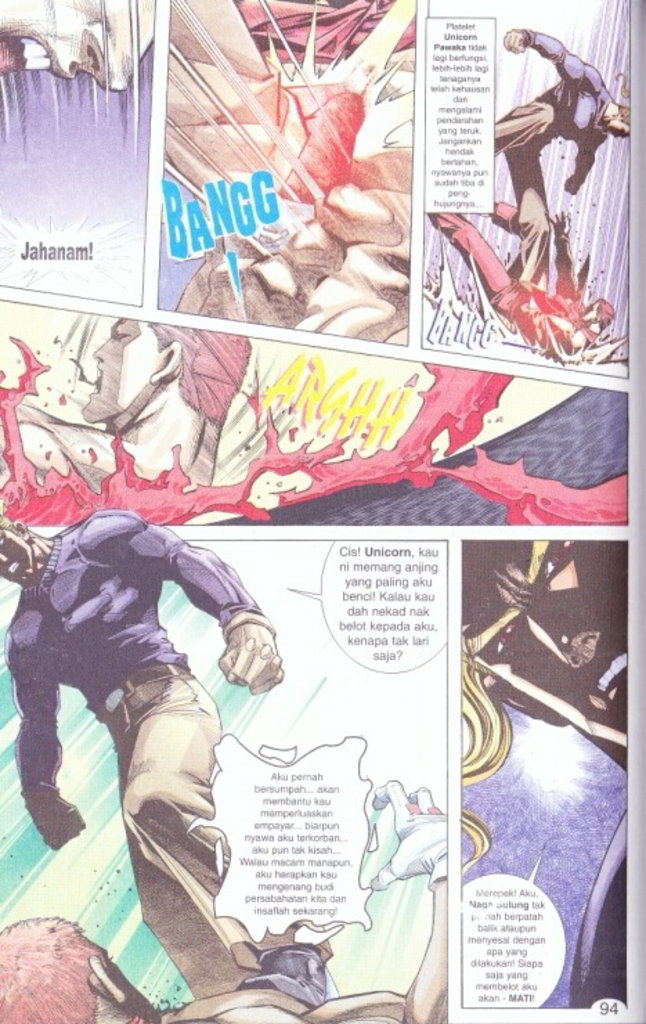 Jahanam!
BANGG
!
Platelet
Unicorn
Pawaka tidak
lagi berfungsi,
lebih-lebih lagi
tenaganya
telah kehausan
dan
mengalami
pendarahan
yang teruk.
Jangankan
hendak
bertahan,
nyawanya pun
sudah tiba di
peng-
hujungnya....
BANGG
ARGHH
Cis! Unicorn, kau
ni memang anjing
yang paling aku
benci! Kalau kau
dah nekad nak
belot kepada aku,
kenapa tak lari
saja?
Aku pernah
bersumpah... akan
membantu kau
memperluaskan
empayar... biarpun
nyawa aku terkorban...
aku pun tak kisah...
Walau macam manapun,
aku harapkan kau
mengenang budi
persahabatan kita dan
insaflah sekarang!
Merepek! Aku,
Naga Sulung tak
pernah berpatah
balik ataupun
menyesal dengan
apa yang
dilakukan! Siapa
saja yang
membelot aku
akan - MATI!
94